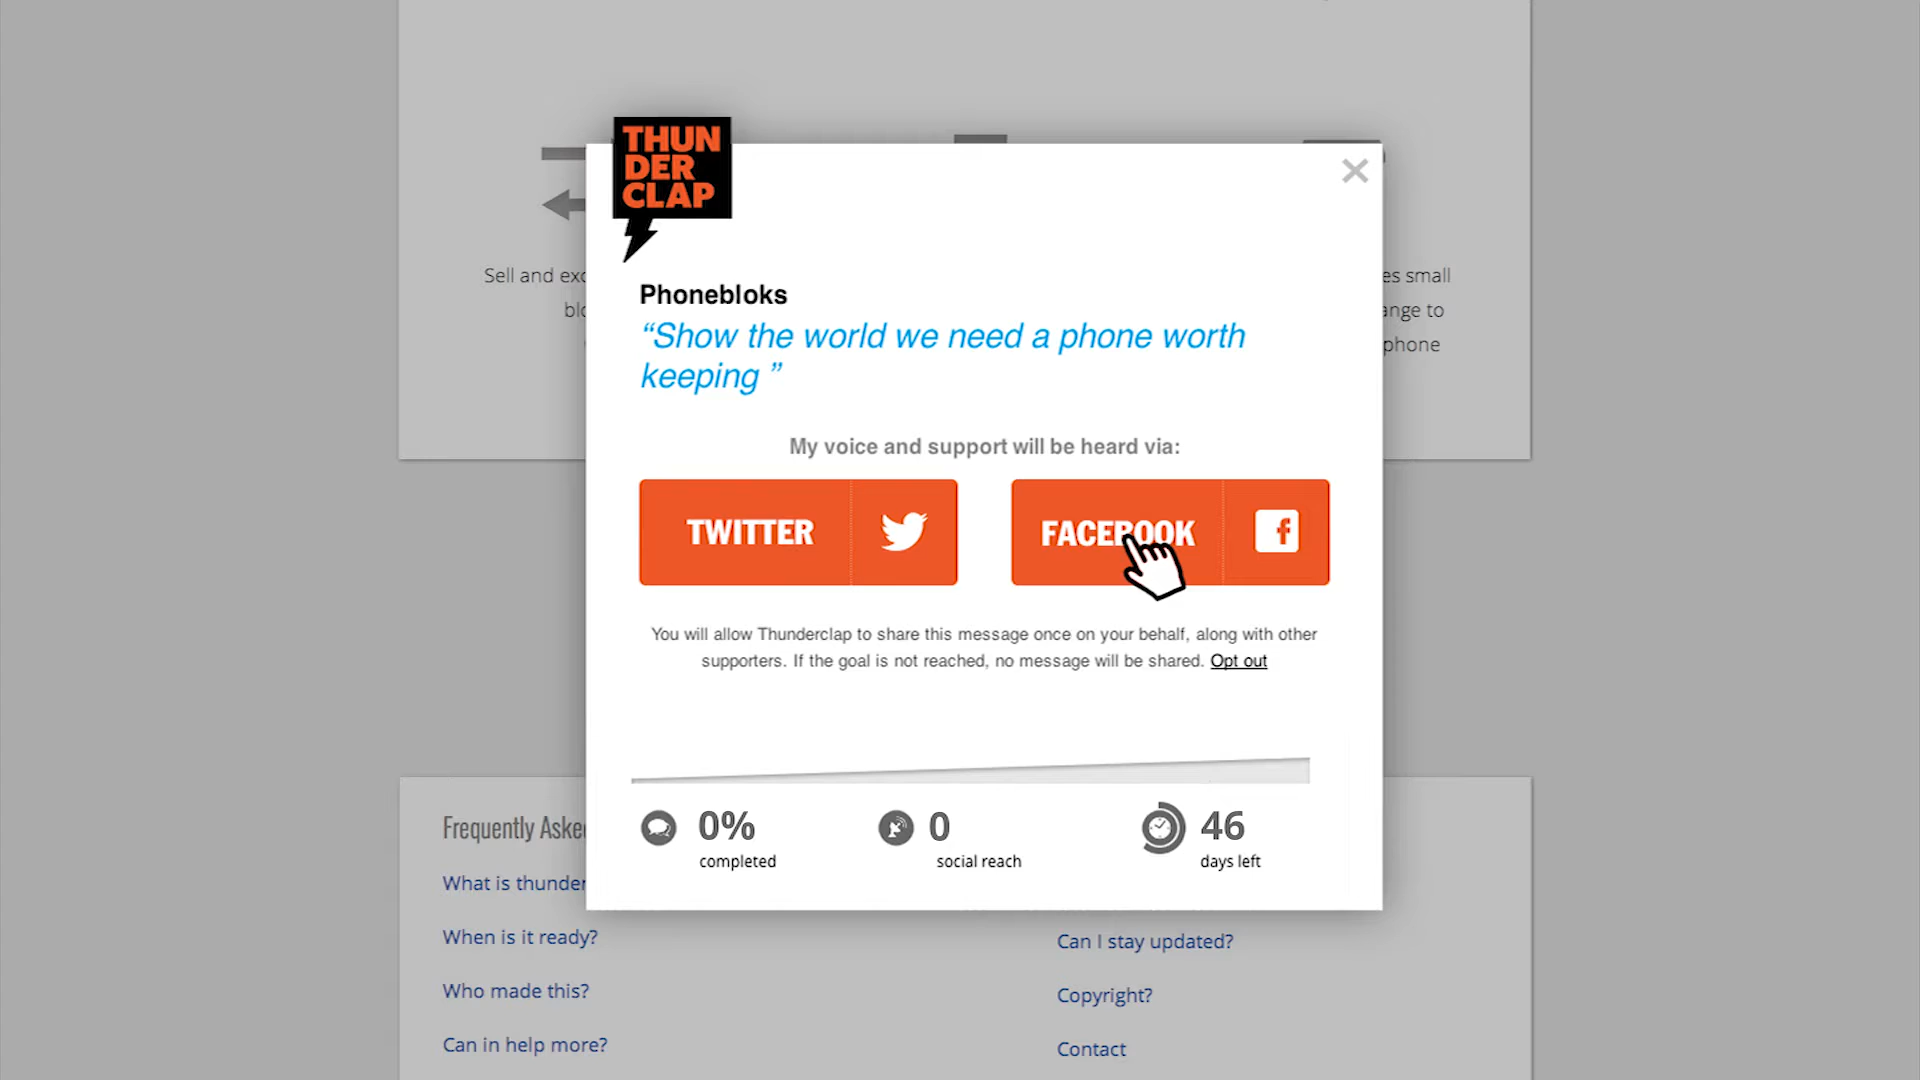 THUN
DER
CLAP
Sell and exc
es small
ange to
phone
Phonebloks
“Show the world we need a phone worth
keeping ”
My voice and support will be heard via:
TWITTER
FACEBOOK
f
You will allow Thunderclap to share this message once on your behalf, along with other
supporters. If the goal is not reached, no message will be shared. Opt out
0%
completed
0
social reach
46
days left
Frequently Aske
What is thunder
When is it ready?
Who made this?
Can in help more?
Can I stay updated?
Copyright?
Contact